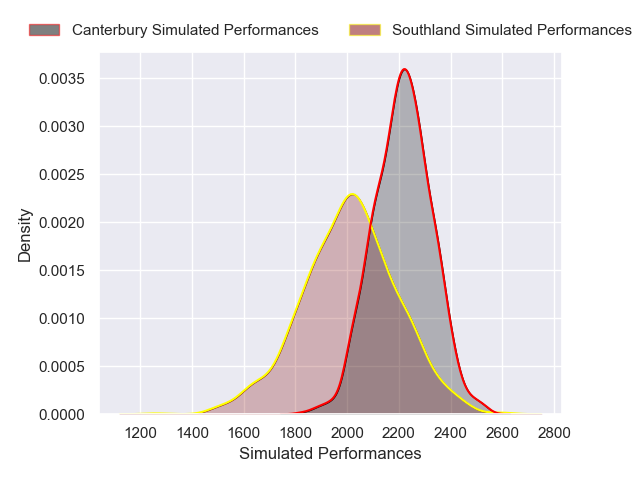 Canterbury Simulated Performances Southland Simulated Performances
0.0035
0.0030
0.0025
0.0020
0.0015
0.0010
0.0005
0.0000
Density
1200 1400 1600 1800 2000 2200 2400 2600 2800
Simulated Performances